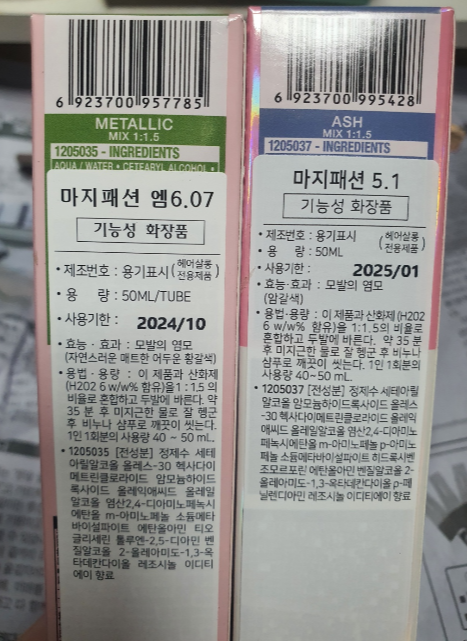 6 923700 957785
METALLIC
MIX 1:1.5
1205035 - INGREDIENTS
AQUA / WATER • CETEARYL ALCOHOL •
마지패션 엠6.07
기능성 화장품
• 제조번호 : 용기표시 (헤어살롱 전용제품)
• 용 량 : 50ML/TUBE
• 사용기한 : 2024/10
• 효능 · 효과 : 모발의 염모
(자연스러운 매트한 어두운 황갈색)
• 용법 · 용량 : 이 제품과 산화제
(H202 6 w/w% 함유)을 1 : 1.5 의
비율로 혼합하고 두발에 바른다. 약
35 분 후 미지근한 물로 잘 헹군
후 비누나 샴푸로 깨끗이 씻는다.
1인 1회분의 사용량 40 ~ 50 mL.
• 1205035 [전성분] 정제수 세테
아릴알코올 올레스-30 헥사다이
메트린클로라이드 암모늄하이드
록사이드 올레익애씨드 올레일
알코올 염산2,4-디아미노페녹시
에탄올 m-아미노페놀 소듐메타
바이설파이트 에탄올아민 티오
글리세린 톨루엔-2,5-디아민 벤
질알코올 2-올레아미도-1,3-옥
타데칸다이올 레조시놀 이디티
에이 향료
6 923700 995428
ASH
MIX 1:1.5
1205037 - INGREDIENTS
마지패션 5.1
기능성 화장품
• 제조번호 : 용기표시 (헤어살롱 전용제품)
• 용 량 : 50ML
• 사용기한 : 2025/01
• 효능·효과 : 모발의 염모
(암갈색)
• 용법·용량 : 이 제품과 산화제(H202
6 w/w% 함유)을 1:1.5의 비율로
혼합하고 두발에 바른다. 약 35분
후 미지근한 물로 잘 헹군 후 비누나
샴푸로 깨끗이 씻는다. 1인 1회분의
사용량 40~50 mL.
• 1205037 [전성분] 정제수 세테아릴
알코올 암모늄하이드록사이드 올레스
-30 헥사다이메트린클로라이드 올레익
애씨드 올레일알코올 염산2,4-디아미노
페녹시에탄올 m-아미노페놀 p-아미노
페놀 소듐메타바이설파이트 히드록시벤
조모르포린 에탄올아민 벤질알코올 2-
올레아미도-1,3-옥타데칸다이올 p-페
닐렌디아민 레조시놀 이디티에이 향료